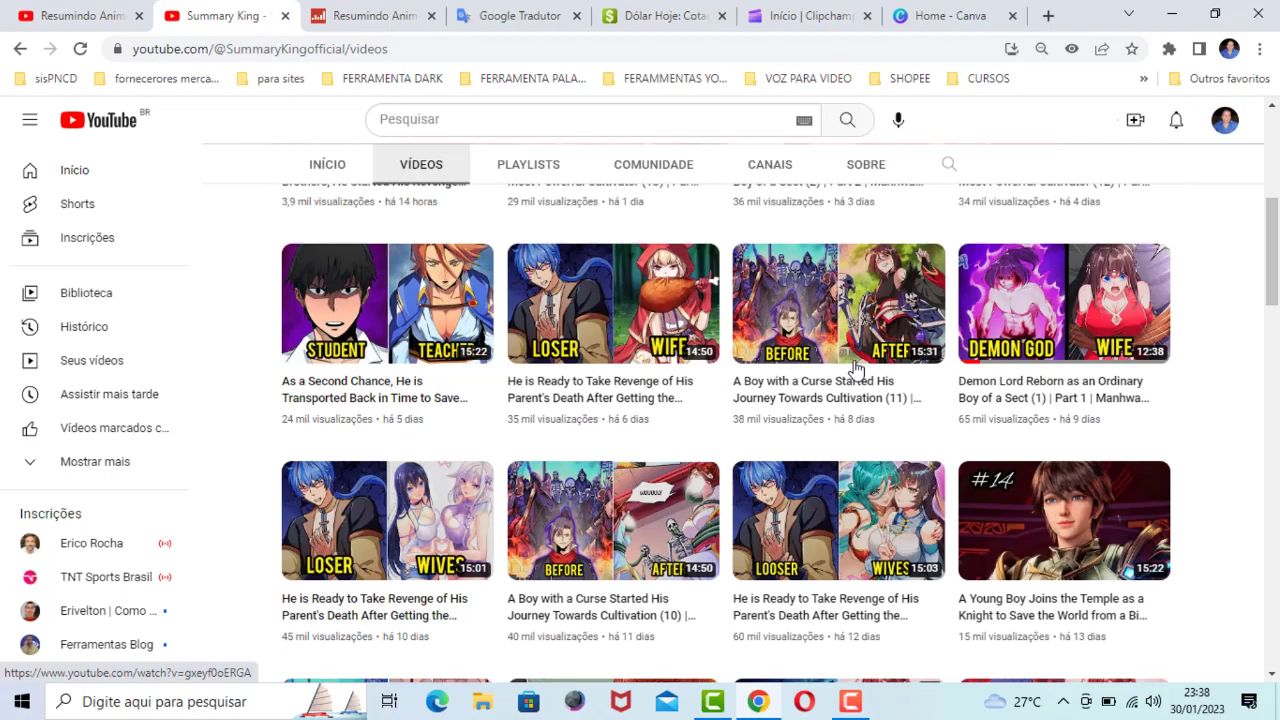 Resumindo Anim
Summary King -
Resumindo Anim
Google Tradutor
Dólar Hoje: Cota
Início | Clipcham
Home - Canva
youtube.com/@SummaryKingofficial/videos
sisPNCD
fornecerores merca...
para sites
FERRAMENTA DARK
FERRAMENTA PALA...
FERAMMENTAS YO...
VOZ PARA VIDEO
SHOPEE
CURSOS
Outros favoritos
YouTube BR
Pesquisar
INÍCIO
VÍDEOS
PLAYLISTS
COMUNIDADE
CANAIS
SOBRE
Início
Shorts
Inscrições
Biblioteca
Histórico
Seus vídeos
Assistir mais tarde
Vídeos marcados c...
Mostrar mais
Inscrições
Erico Rocha
TNT Sports Brasil
Erivelton | Como ...
Ferramentas Blog
3,9 mil visualizações • há 14 horas
29 mil visualizações • há 1 dia
36 mil visualizações • há 3 dias
34 mil visualizações • há 4 dias
STUDENT
TEACHE
15:22
LOSER
WIFE
14:50
BEFORE
AFTER
15:31
DEMON GOD
WIFE
12:38
As a Second Chance, He is
Transported Back in Time to Save...
24 mil visualizações • há 5 dias
He is Ready to Take Revenge of His
Parent's Death After Getting the...
35 mil visualizações • há 6 dias
A Boy with a Curse Started His
Journey Towards Cultivation (11) |...
38 mil visualizações • há 8 dias
Demon Lord Reborn as an Ordinary
Boy of a Sect (1) | Part 1 | Manhwa...
65 mil visualizações • há 9 dias
LOSER
WIVES
15:01
BEFORE
AFTE
14:50
LOOSER
WIVES
15:03
#14
15:22
He is Ready to Take Revenge of His
Parent's Death After Getting the...
45 mil visualizações • há 10 dias
A Boy with a Curse Started His
Journey Towards Cultivation (10) |...
40 mil visualizações • há 11 dias
He is Ready to Take Revenge of His
Parent's Death After Getting the...
60 mil visualizações • há 12 dias
A Young Boy Joins the Temple as a
Knight to Save the World from a Bi...
15 mil visualizações • há 13 dias
https://www.youtube.com/watch?v=gxeyf0oERGA
Digite aqui para pesquisar
27°C
23:38
30/01/2023